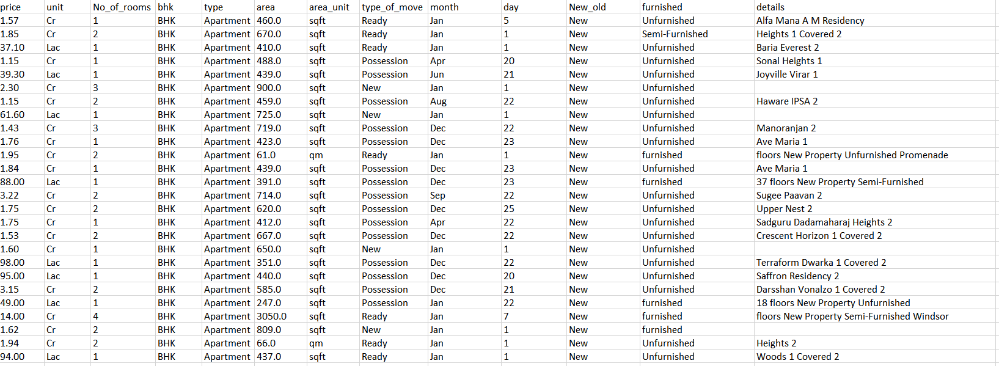 price unit No_of_rooms bhk type area area_unit type_of_move month day New_old furnished details
1.57 Cr 1 BHK Apartment 460.0 sqft Ready Jan 5 New Unfurnished Alfa Mana A M Residency
1.85 Cr 2 BHK Apartment 670.0 sqft Ready Jan 1 New Semi-Furnished Heights 1 Covered 2
37.10 Lac 1 BHK Apartment 410.0 sqft Ready Jan 1 New Unfurnished Baria Everest 2
1.15 Cr 1 BHK Apartment 488.0 sqft Possession Apr 20 New Unfurnished Sonal Heights 1
39.30 Lac 1 BHK Apartment 439.0 sqft Possession Jun 21 New Unfurnished Joyville Virar 1
2.30 Cr 3 BHK Apartment 900.0 sqft New Jan 1 New Unfurnished
1.15 Cr 2 BHK Apartment 459.0 sqft Possession Aug 22 New Unfurnished Haware IPSA 2
61.60 Lac 1 BHK Apartment 725.0 sqft New Jan 1 New Unfurnished
1.43 Cr 3 BHK Apartment 719.0 sqft Possession Dec 22 New Unfurnished Manoranjan 2
1.76 Cr 1 BHK Apartment 423.0 sqft Possession Dec 23 New Unfurnished Ave Maria 1
1.95 Cr 2 BHK Apartment 61.0 qm Ready Jan 1 New furnished floors New Property Unfurnished Promenade
1.84 Cr 1 BHK Apartment 439.0 sqft Possession Dec 23 New Unfurnished Ave Maria 1
88.00 Lac 1 BHK Apartment 391.0 sqft Possession Dec 23 New furnished 37 floors New Property Semi-Furnished
3.22 Cr 2 BHK Apartment 714.0 sqft Possession Sep 22 New Unfurnished Sugee Paavan 2
1.75 Cr 2 BHK Apartment 620.0 sqft Possession Dec 25 New Unfurnished Upper Nest 2
1.75 Cr 1 BHK Apartment 412.0 sqft Possession Apr 22 New Unfurnished Sadguru Dadamaharaj Heights 2
1.53 Cr 2 BHK Apartment 667.0 sqft Possession Dec 22 New Unfurnished Crescent Horizon 1 Covered 2
1.60 Cr 1 BHK Apartment 650.0 sqft New Jan 1 New Unfurnished
98.00 Lac 1 BHK Apartment 351.0 sqft Possession Dec 22 New Unfurnished Terraform Dwarka 1 Covered 2
95.00 Lac 1 BHK Apartment 440.0 sqft Possession Dec 20 New Unfurnished Saffron Residency 2
3.15 Cr 2 BHK Apartment 585.0 sqft Possession Dec 21 New Unfurnished Darsshan Vonalzo 1 Covered 2
49.00 Lac 1 BHK Apartment 247.0 sqft Possession Jan 22 New furnished 18 floors New Property Unfurnished
14.00 Cr 4 BHK Apartment 3050.0 sqft Ready Jan 7 New furnished floors New Property Semi-Furnished Windsor
1.62 Cr 2 BHK Apartment 809.0 sqft New Jan 1 New furnished
1.94 Cr 2 BHK Apartment 66.0 qm Ready Jan 1 New Unfurnished Heights 2
94.00 Lac 1 BHK Apartment 437.0 sqft Ready Jan 1 New Unfurnished Woods 1 Covered 2